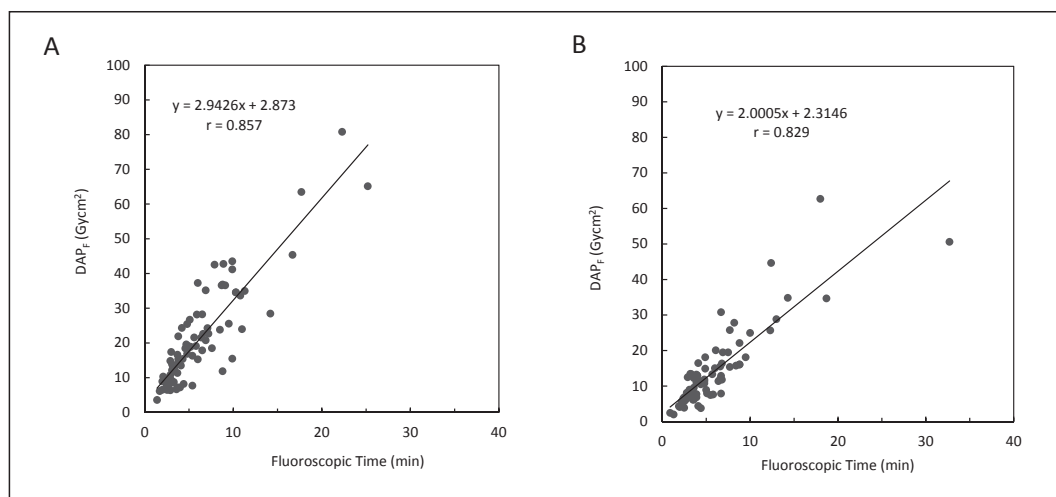 A
100
90
80
70
60
50
40
30
20
10
0
DAP_F (Gycm²)
y = 2.9426x + 2.873
r = 0.857
0 10 20 30 40
Fluoroscopic Time (min)
B
100
90
80
70
60
50
40
30
20
10
0
DAP_F (Gycm²)
y = 2.0005x + 2.3146
r = 0.829
0 10 20 30 40
Fluoroscopic Time (min)